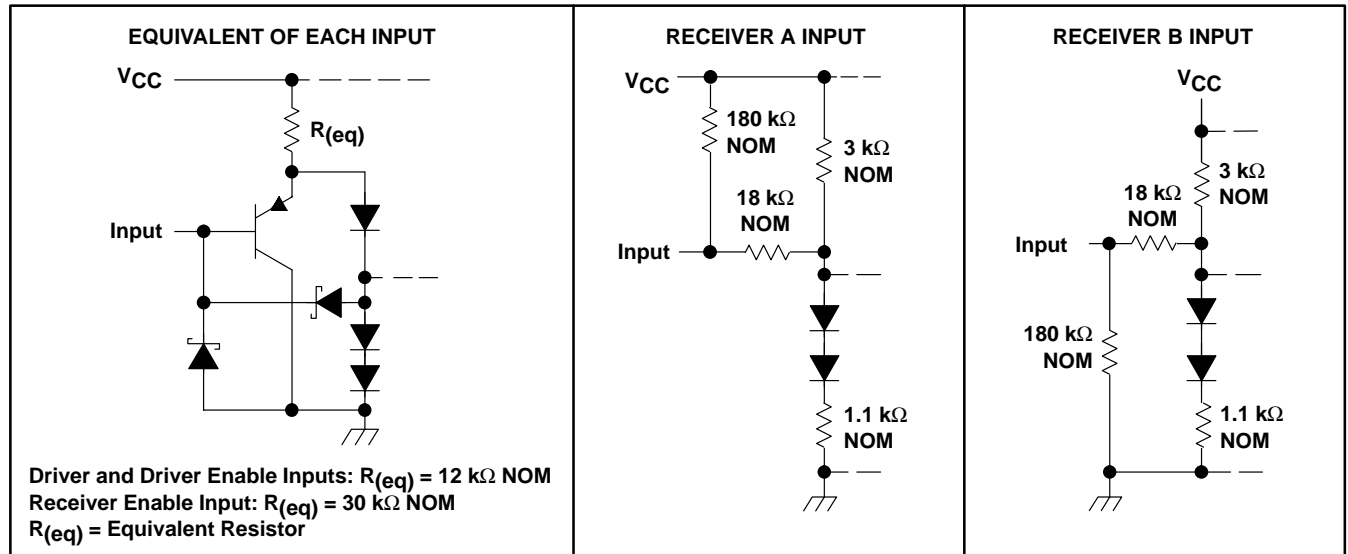 EQUIVALENT OF EACH INPUT
VCC
R(eq)
Input
Driver and Driver Enable Inputs: R(eq) = 12 kΩ NOM
Receiver Enable Input: R(eq) = 30 kΩ NOM
R(eq) = Equivalent Resistor
RECEIVER A INPUT
VCC
180 kΩ
NOM
3 kΩ
NOM
18 kΩ
NOM
Input
1.1 kΩ
NOM
RECEIVER B INPUT
VCC
3 kΩ
NOM
18 kΩ
NOM
Input
180 kΩ
NOM
1.1 kΩ
NOM